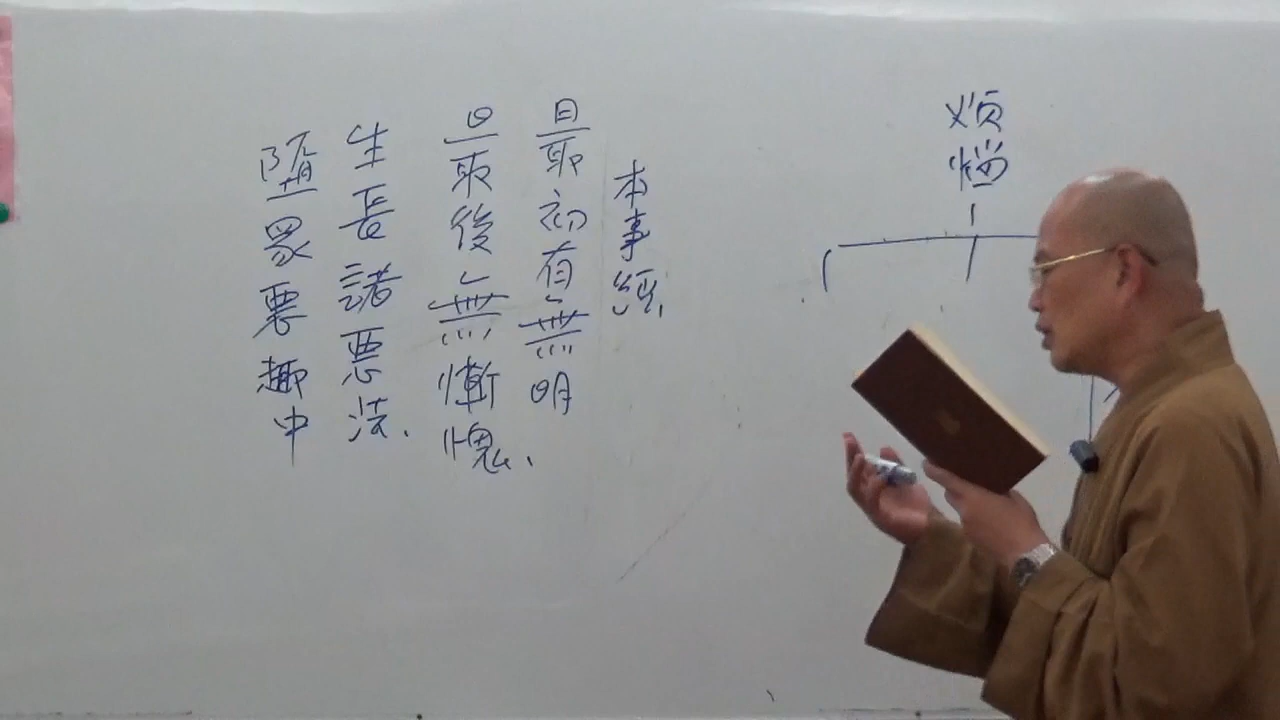 煩惱
本事經
最初有無明
最後無慚愧、
生長諸惡法.
墮眾惡趣中